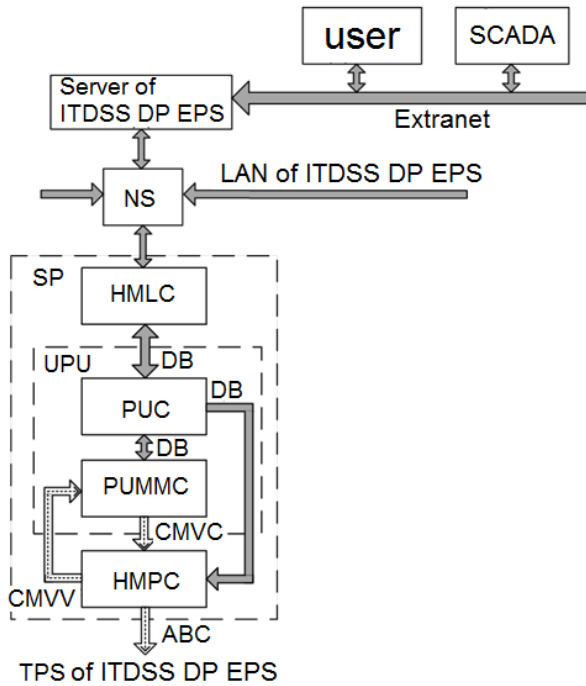 user
SCADA
Server of
ITDSS DP EPS
Extranet
LAN of ITDSS DP EPS
NS
SP
HMLC
UPU
DB
PUC
DB
DB
PUMMC
CMVC
HMPC
CMVV
ABC
TPS of ITDSS DP EPS